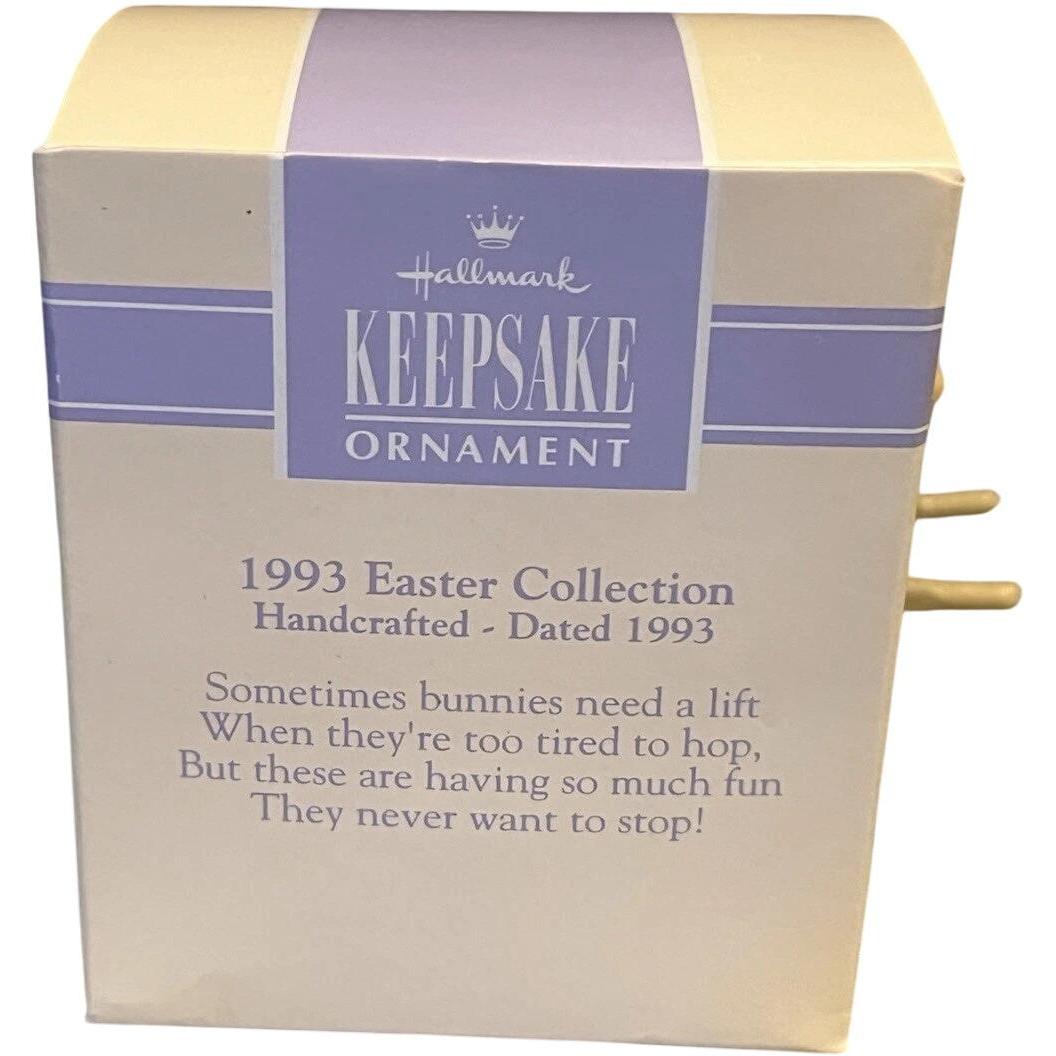 Hallmark
KEEPSAKE
ORNAMENT
1993 Easter Collection
Handcrafted - Dated 1993
Sometimes bunnies need a lift
When they're too tired to hop,
But these are having so much fun
They never want to stop!